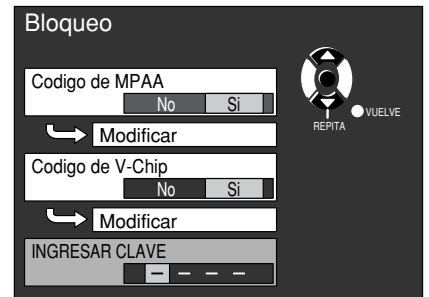 Bloqueo
Codigo de MPAA
No Si
Modificar
Codigo de V-Chip
No Si
Modificar
INGRESAR CLAVE
– – – –
VUELVE
REPITA